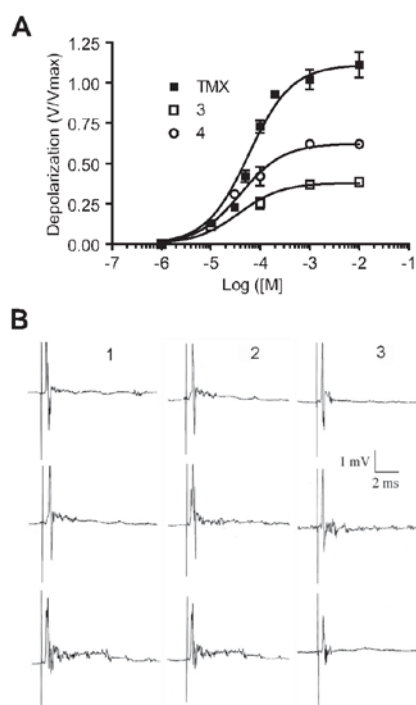 A
1.25
1.00
0.75
0.50
0.25
0.00
Depolarization (V/Vmax)
TMX
3
4
-7 -6 -5 -4 -3 -2 -1
Log ([M]
B
1 2 3
1 mV
2 ms